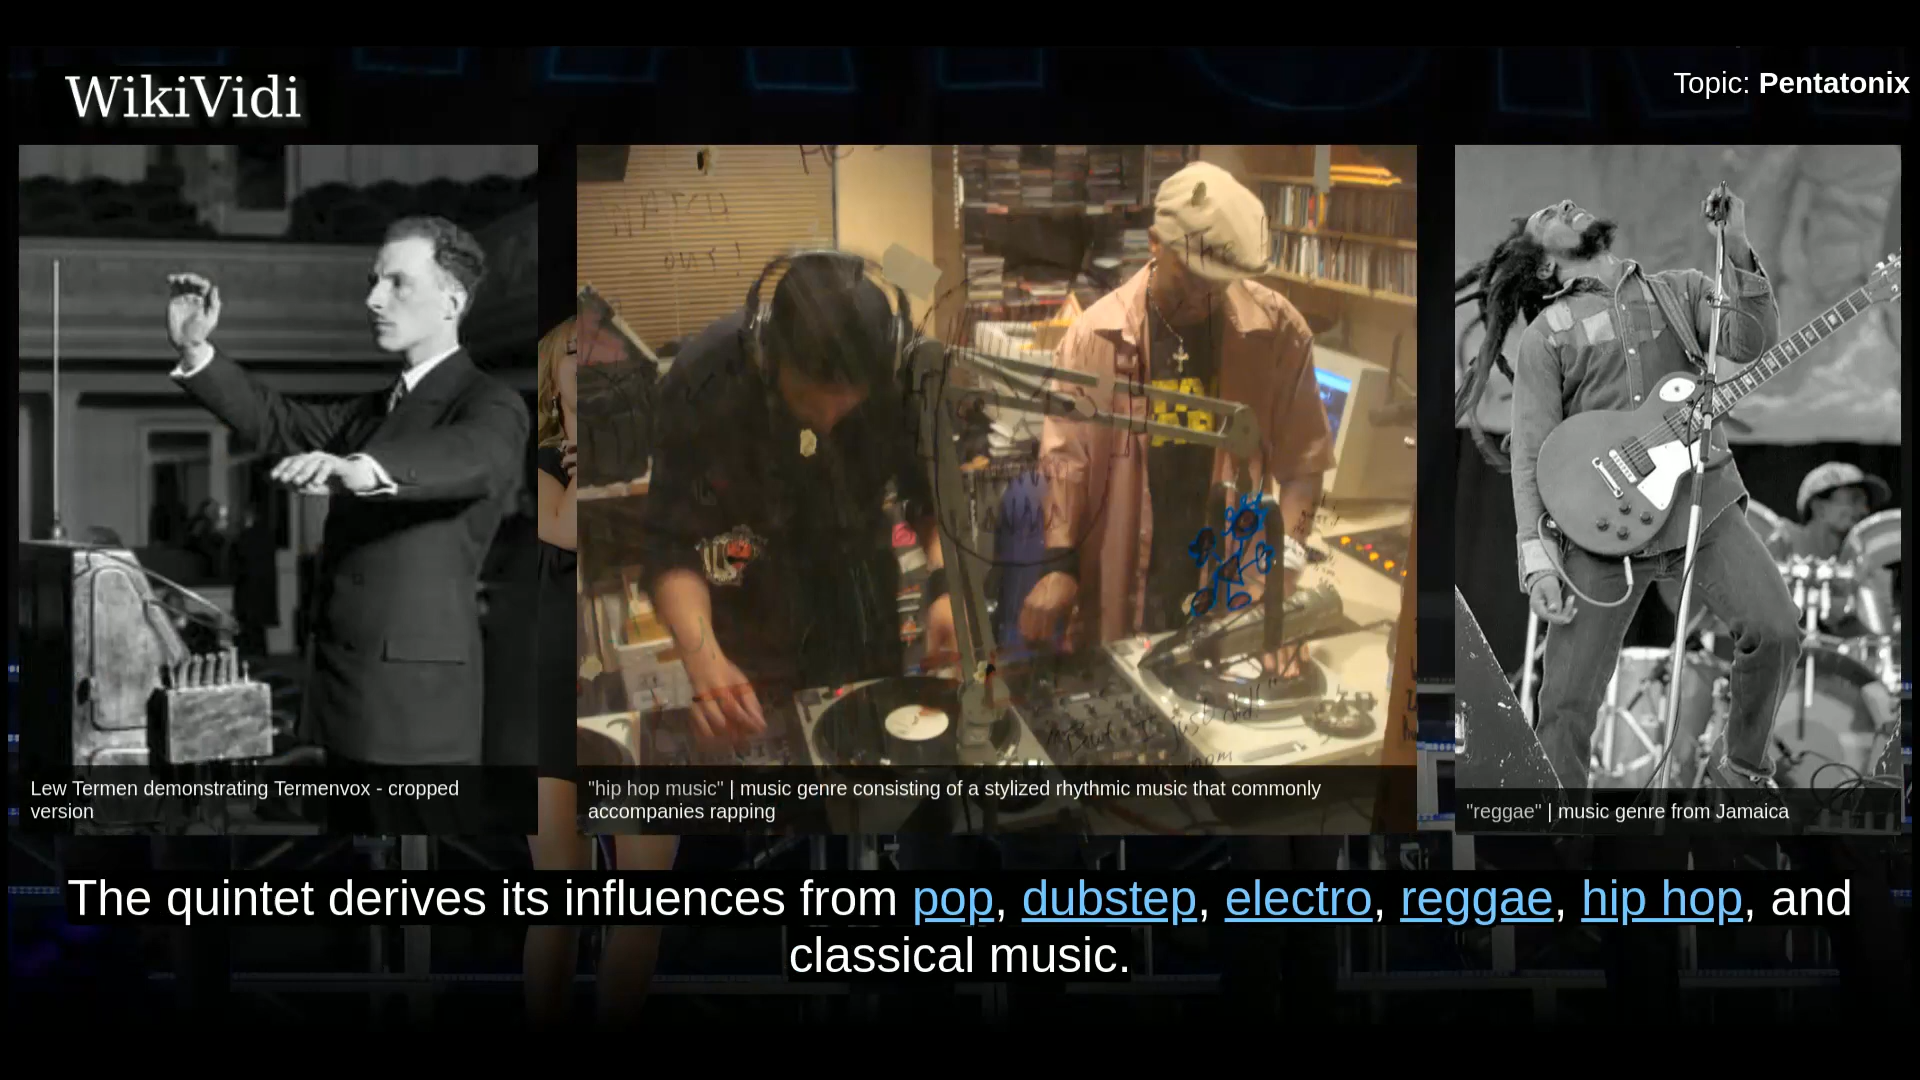 WikiVidi
Topic: Pentatonix
Lew Termen demonstrating Termenvox - cropped
version
"hip hop music" | music genre consisting of a stylized rhythmic music that commonly
accompanies rapping
"reggae" | music genre from Jamaica
The quintet derives its influences from pop, dubstep, electro, reggae, hip hop, and
classical music.